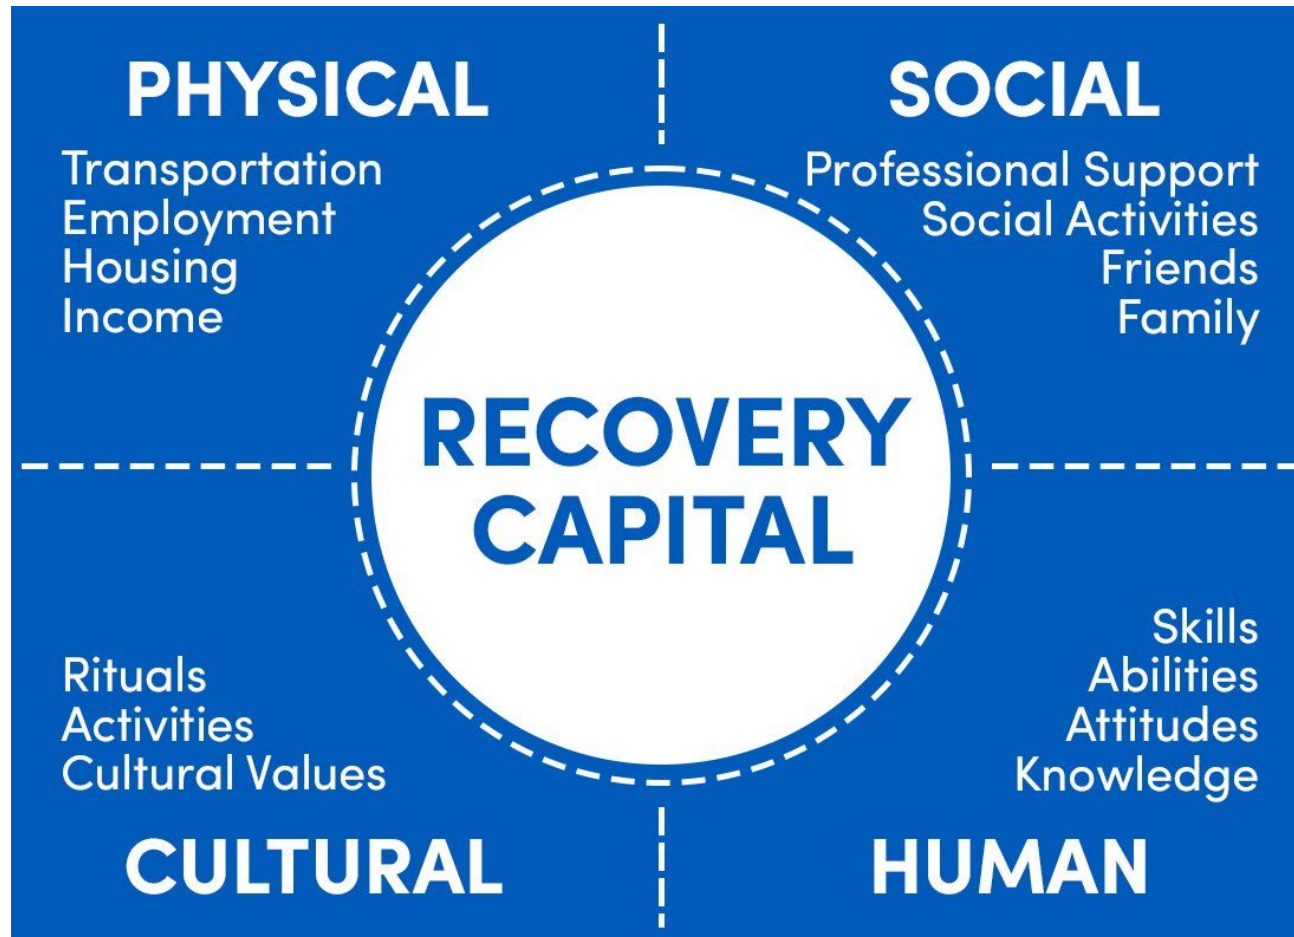 PHYSICAL
Transportation
Employment
Housing
Income
SOCIAL
Professional Support
Social Activities
Friends
Family
RECOVERY
CAPITAL
Rituals
Activities
Cultural Values
CULTURAL
Skills
Abilities
Attitudes
Knowledge
HUMAN